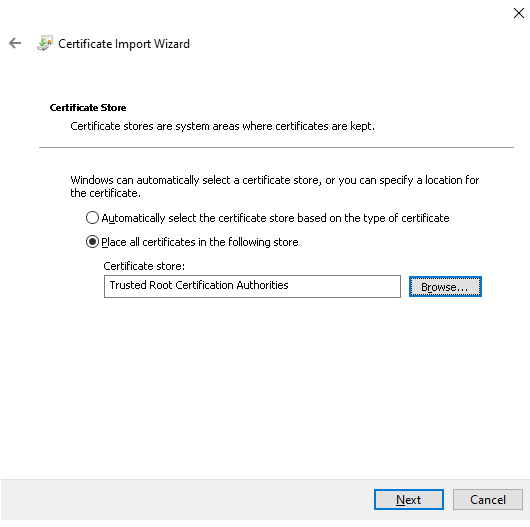 Certificate Import Wizard
Certificate Store
Certificate stores are system areas where certificates are kept.
Windows can automatically select a certificate store, or you can specify a location for
the certificate.
Automatically select the certificate store based on the type of certificate
Place all certificates in the following store
Certificate store:
Trusted Root Certification Authorities
Browse...
Next
Cancel